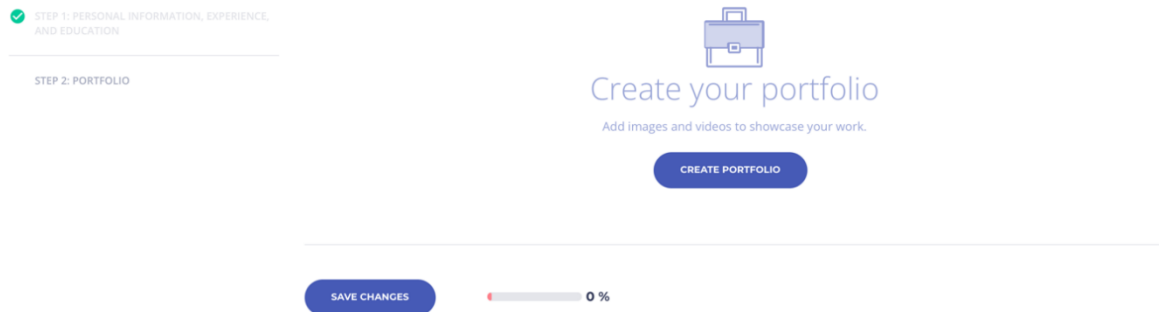 STEP 1: PERSONAL INFORMATION, EXPERIENCE,
AND EDUCATION
STEP 2: PORTFOLIO
Create your portfolio
Add images and videos to showcase your work.
CREATE PORTFOLIO
SAVE CHANGES
0 %